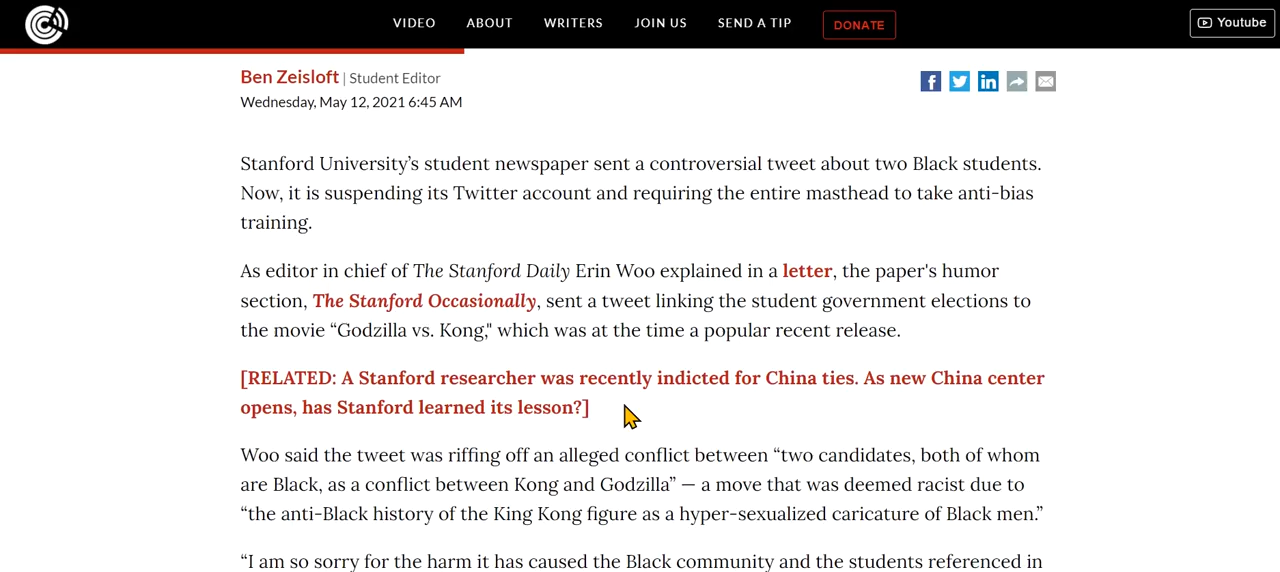 VIDEO ABOUT WRITERS JOIN US SEND A TIP DONATE Youtube
Ben Zeisloft | Student Editor
Wednesday, May 12, 2021 6:45 AM
Stanford University’s student newspaper sent a controversial tweet about two Black students.
Now, it is suspending its Twitter account and requiring the entire masthead to take anti-bias
training.
As editor in chief of The Stanford Daily Erin Woo explained in a letter, the paper's humor
section, The Stanford Occasionally, sent a tweet linking the student government elections to
the movie “Godzilla vs. Kong," which was at the time a popular recent release.
[RELATED: A Stanford researcher was recently indicted for China ties. As new China center
opens, has Stanford learned its lesson?]
Woo said the tweet was riffing off an alleged conflict between “two candidates, both of whom
are Black, as a conflict between Kong and Godzilla” — a move that was deemed racist due to
“the anti-Black history of the King Kong figure as a hyper-sexualized caricature of Black men.”
“I am so sorry for the harm it has caused the Black community and the students referenced in